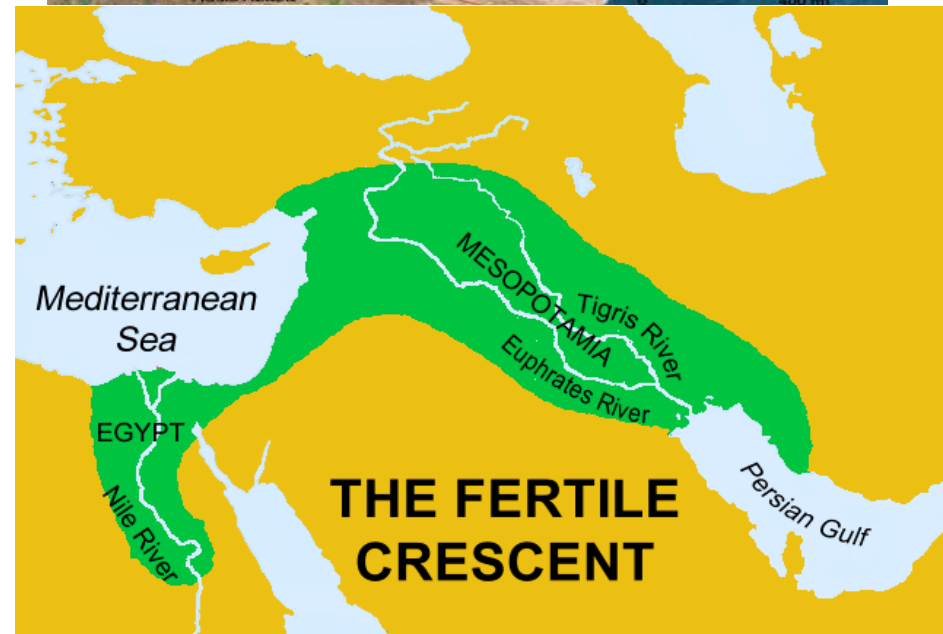 Mediterranean
Sea
MESOPOTAMIA
Tigris River
Euphrates River
EGYPT
Nile River
Persian Gulf
THE FERTILE
CRESCENT